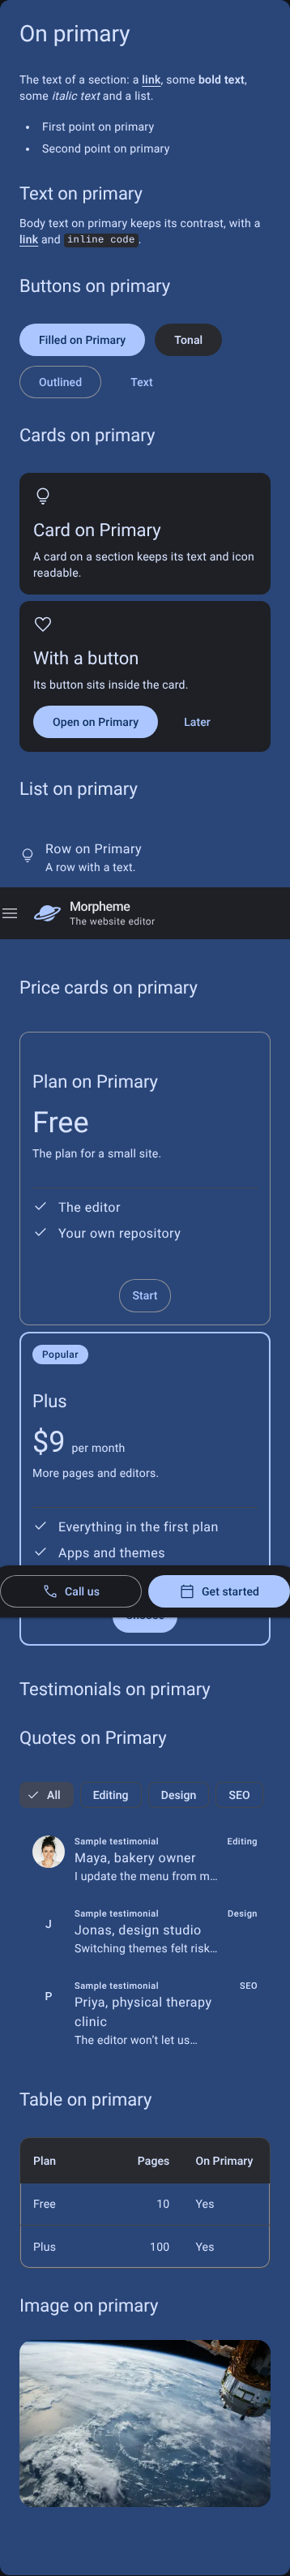 On primary
The text of a section: a link, some bold text,
some italic text and a list.
First point on primary
Second point on primary
Text on primary
Body text on primary keeps its contrast, with a
link and inline code.
Buttons on primary
Filled on Primary
Tonal
Outlined
Text
Cards on primary
Card on Primary
A card on a section keeps its text and icon
readable.
With a button
Its button sits inside the card.
Open on Primary
Later
List on primary
Row on Primary
A row with a text.
Morpheme
The website editor
Price cards on primary
Plan on Primary
Free
The plan for a small site.
The editor
Your own repository
Start
Popular
Plus
$9 per month
More pages and editors.
Everything in the first plan
Apps and themes
Call us
Get started
Testimonials on primary
Quotes on Primary
All
Editing
Design
SEO
Sample testimonial Editing
Maya, bakery owner
I update the menu from m...
J
Sample testimonial Design
Jonas, design studio
Switching themes felt risk...
P
Sample testimonial SEO
Priya, physical therapy
clinic
The editor won't let us...
Table on primary
Plan Pages On Primary
Free 10 Yes
Plus 100 Yes
Image on primary